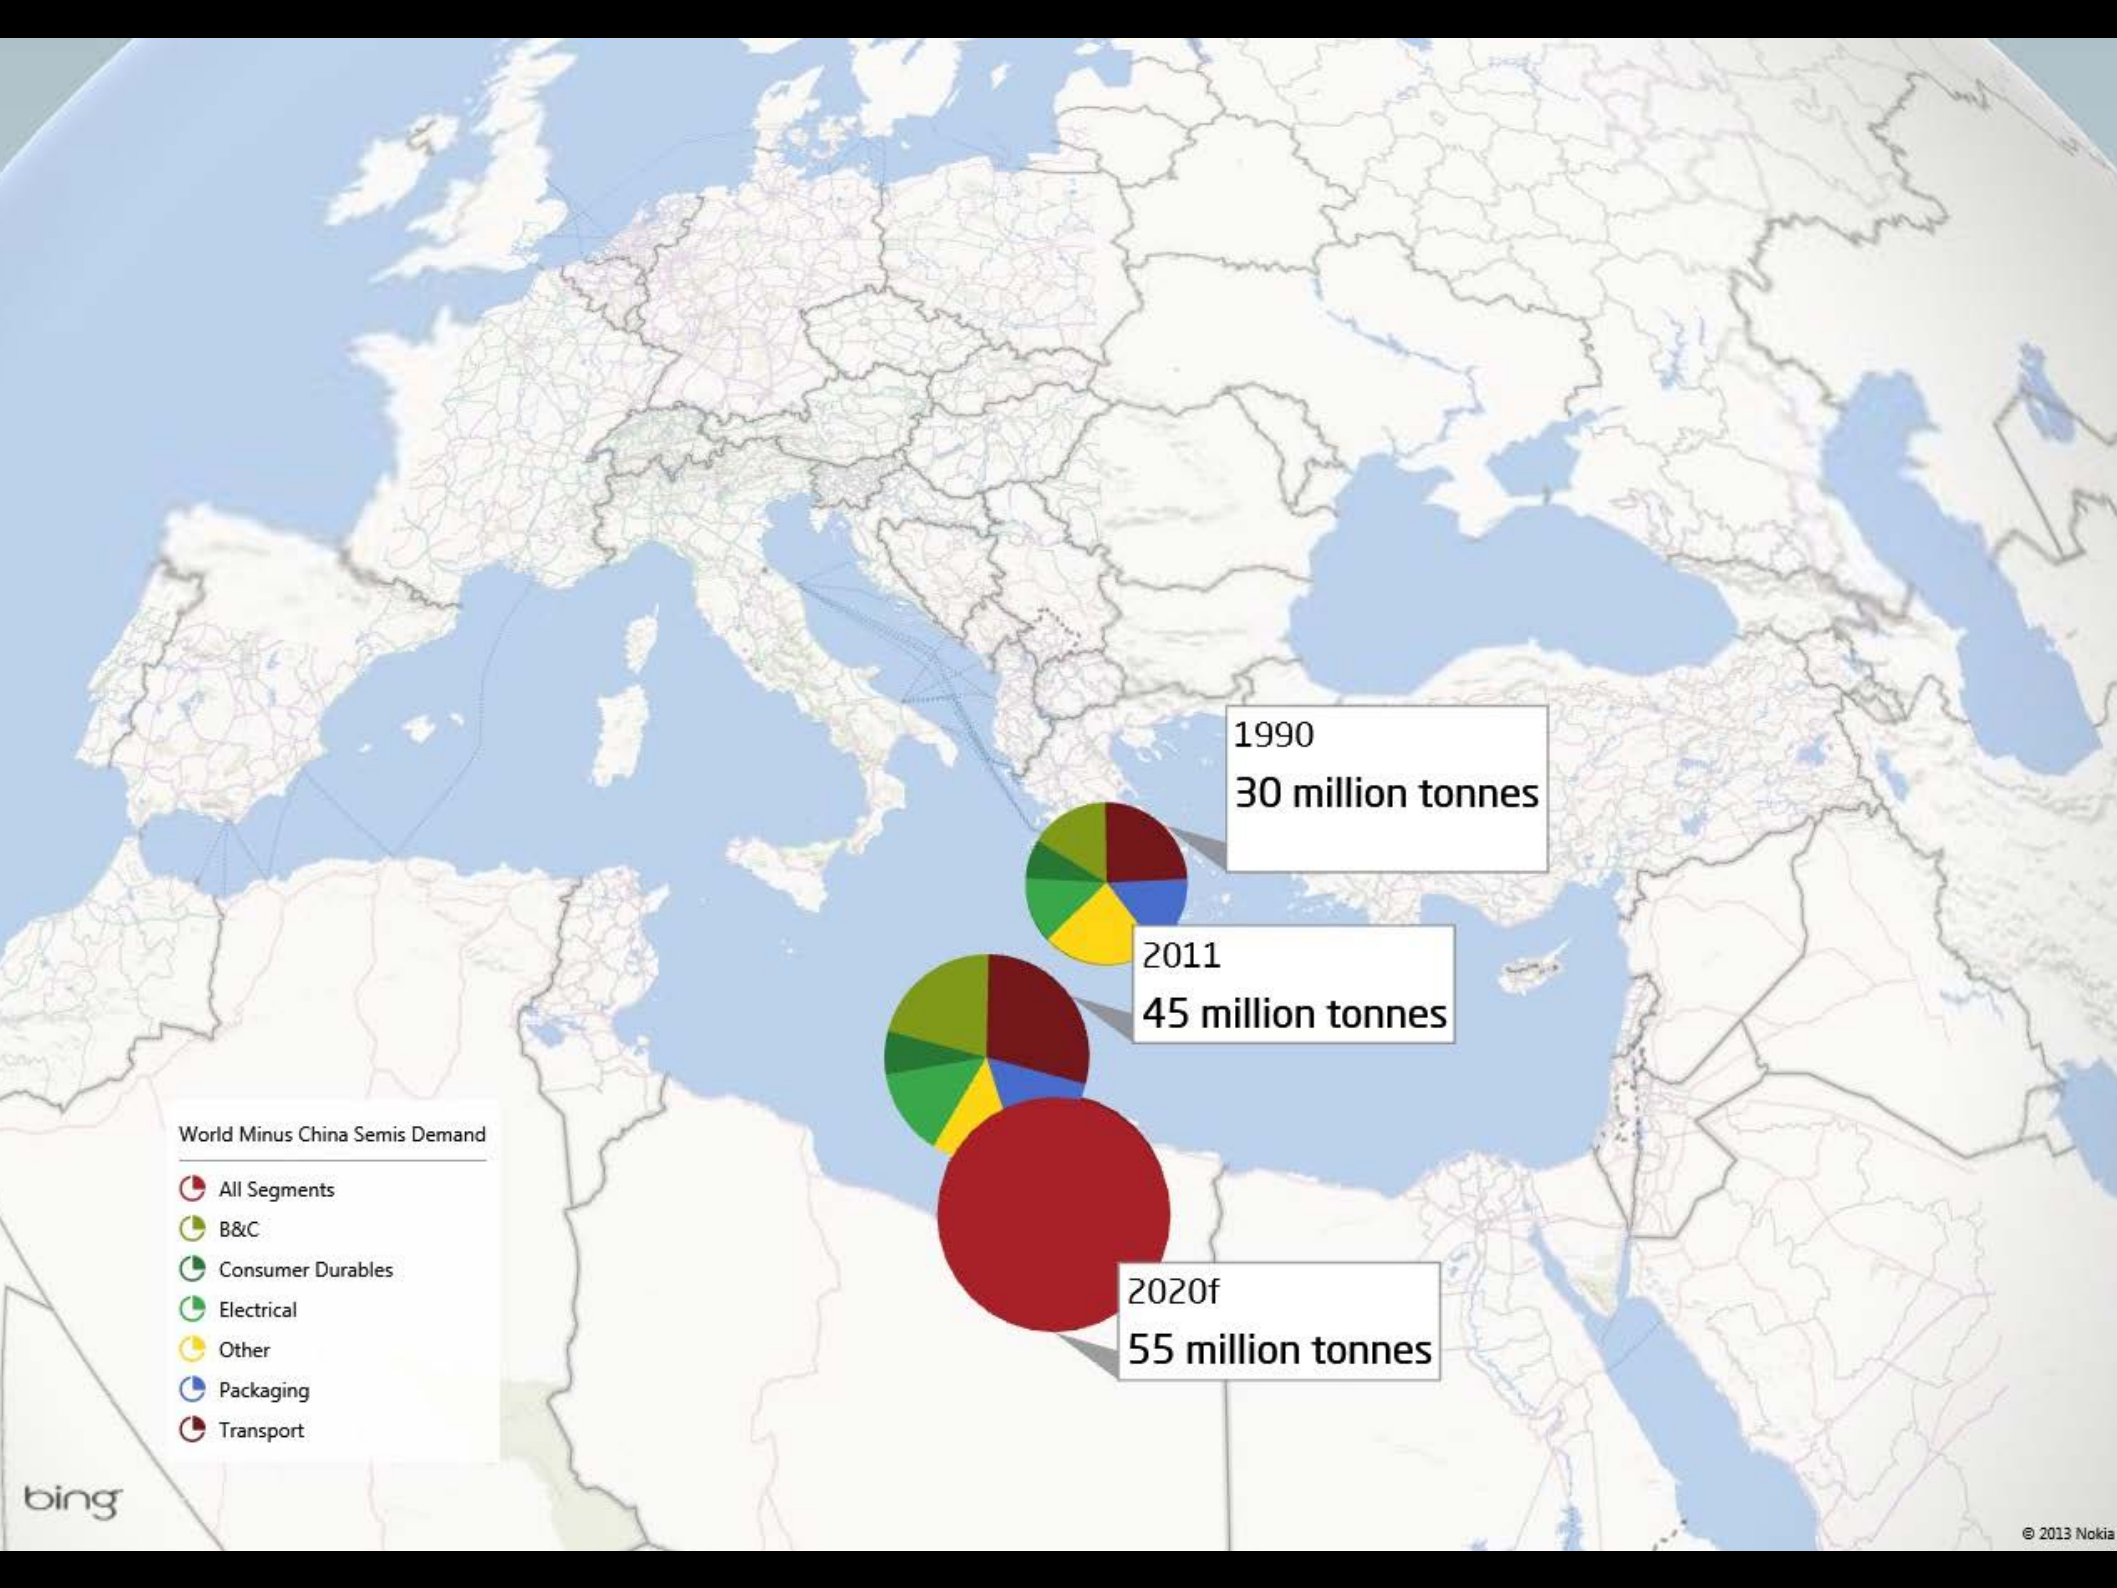 1990
30 million tonnes
2011
45 million tonnes
World Minus China Semis Demand
All Segments
B&C
Consumer Durables
Electrical
Other
Packaging
Transport
2020f
55 million tonnes
bing
© 2013 Nokia